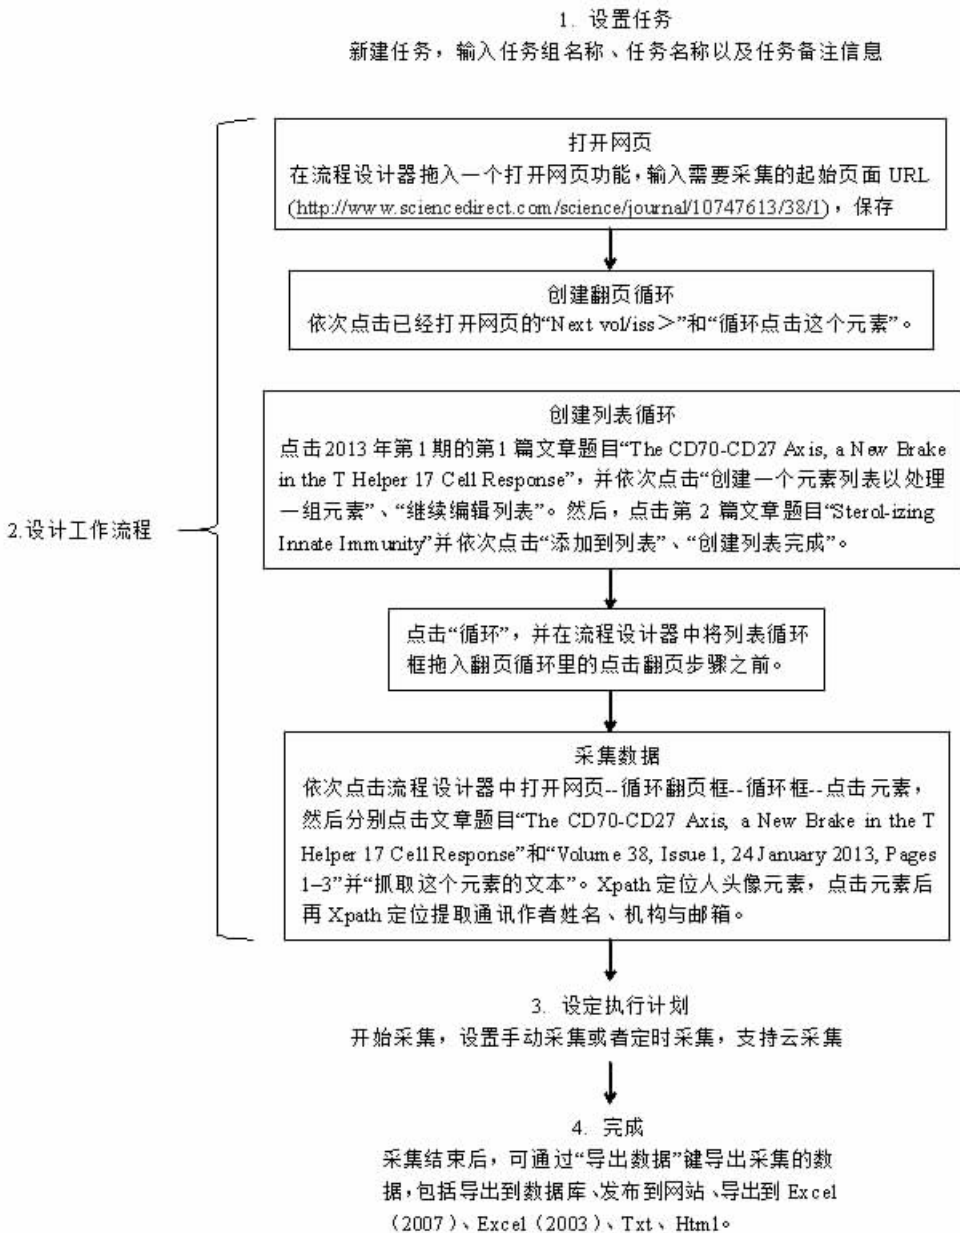 1. 设置任务
新建任务，输入任务组名称、任务名称以及任务备注信息
打开网页
在流程设计器拖入一个打开网页功能，输入需要采集的起始页面 URL
(http://www.sciencedirect.com/science/journal/10747613/38/1)，保存
创建翻页循环
依次点击已经打开网页的“Next vol/iss＞”和“循环点击这个元素”。
创建列表循环
点击2013年第1期的第1篇文章题目“The CD70-CD27 Axis, a New Brake
in the T Helper 17 Cell Response”，并依次点击“创建一个元素列表以处理
一组元素”、“继续编辑列表”。然后，点击第 2 篇文章题目“Sterol-izing
Innate Immunity”并依次点击“添加到列表”、“创建列表完成”。
2.设计工作流程
点击“循环”，并在流程设计器中将列表循环
框拖入翻页循环里的点击翻页步骤之前。
采集数据
依次点击流程设计器中打开网页--循环翻页框--循环框--点击元素，
然后分别点击文章题目“The CD70-CD27 Axis, a New Brake in the T
Helper 17 Cell Response”和“Volume 38, Issue 1, 24 January 2013, Pages
1–3”并“抓取这个元素的文本”。Xpath 定位人头像元素，点击元素后
再 Xpath 定位提取通讯作者姓名、机构与邮箱。
3. 设定执行计划
开始采集，设置手动采集或者定时采集，支持云采集
4. 完成
采集结束后，可通过“导出数据”键导出采集的数
据，包括导出到数据库、发布到网站、导出到 Excel
（2007）、Excel（2003）、Txt、Html。